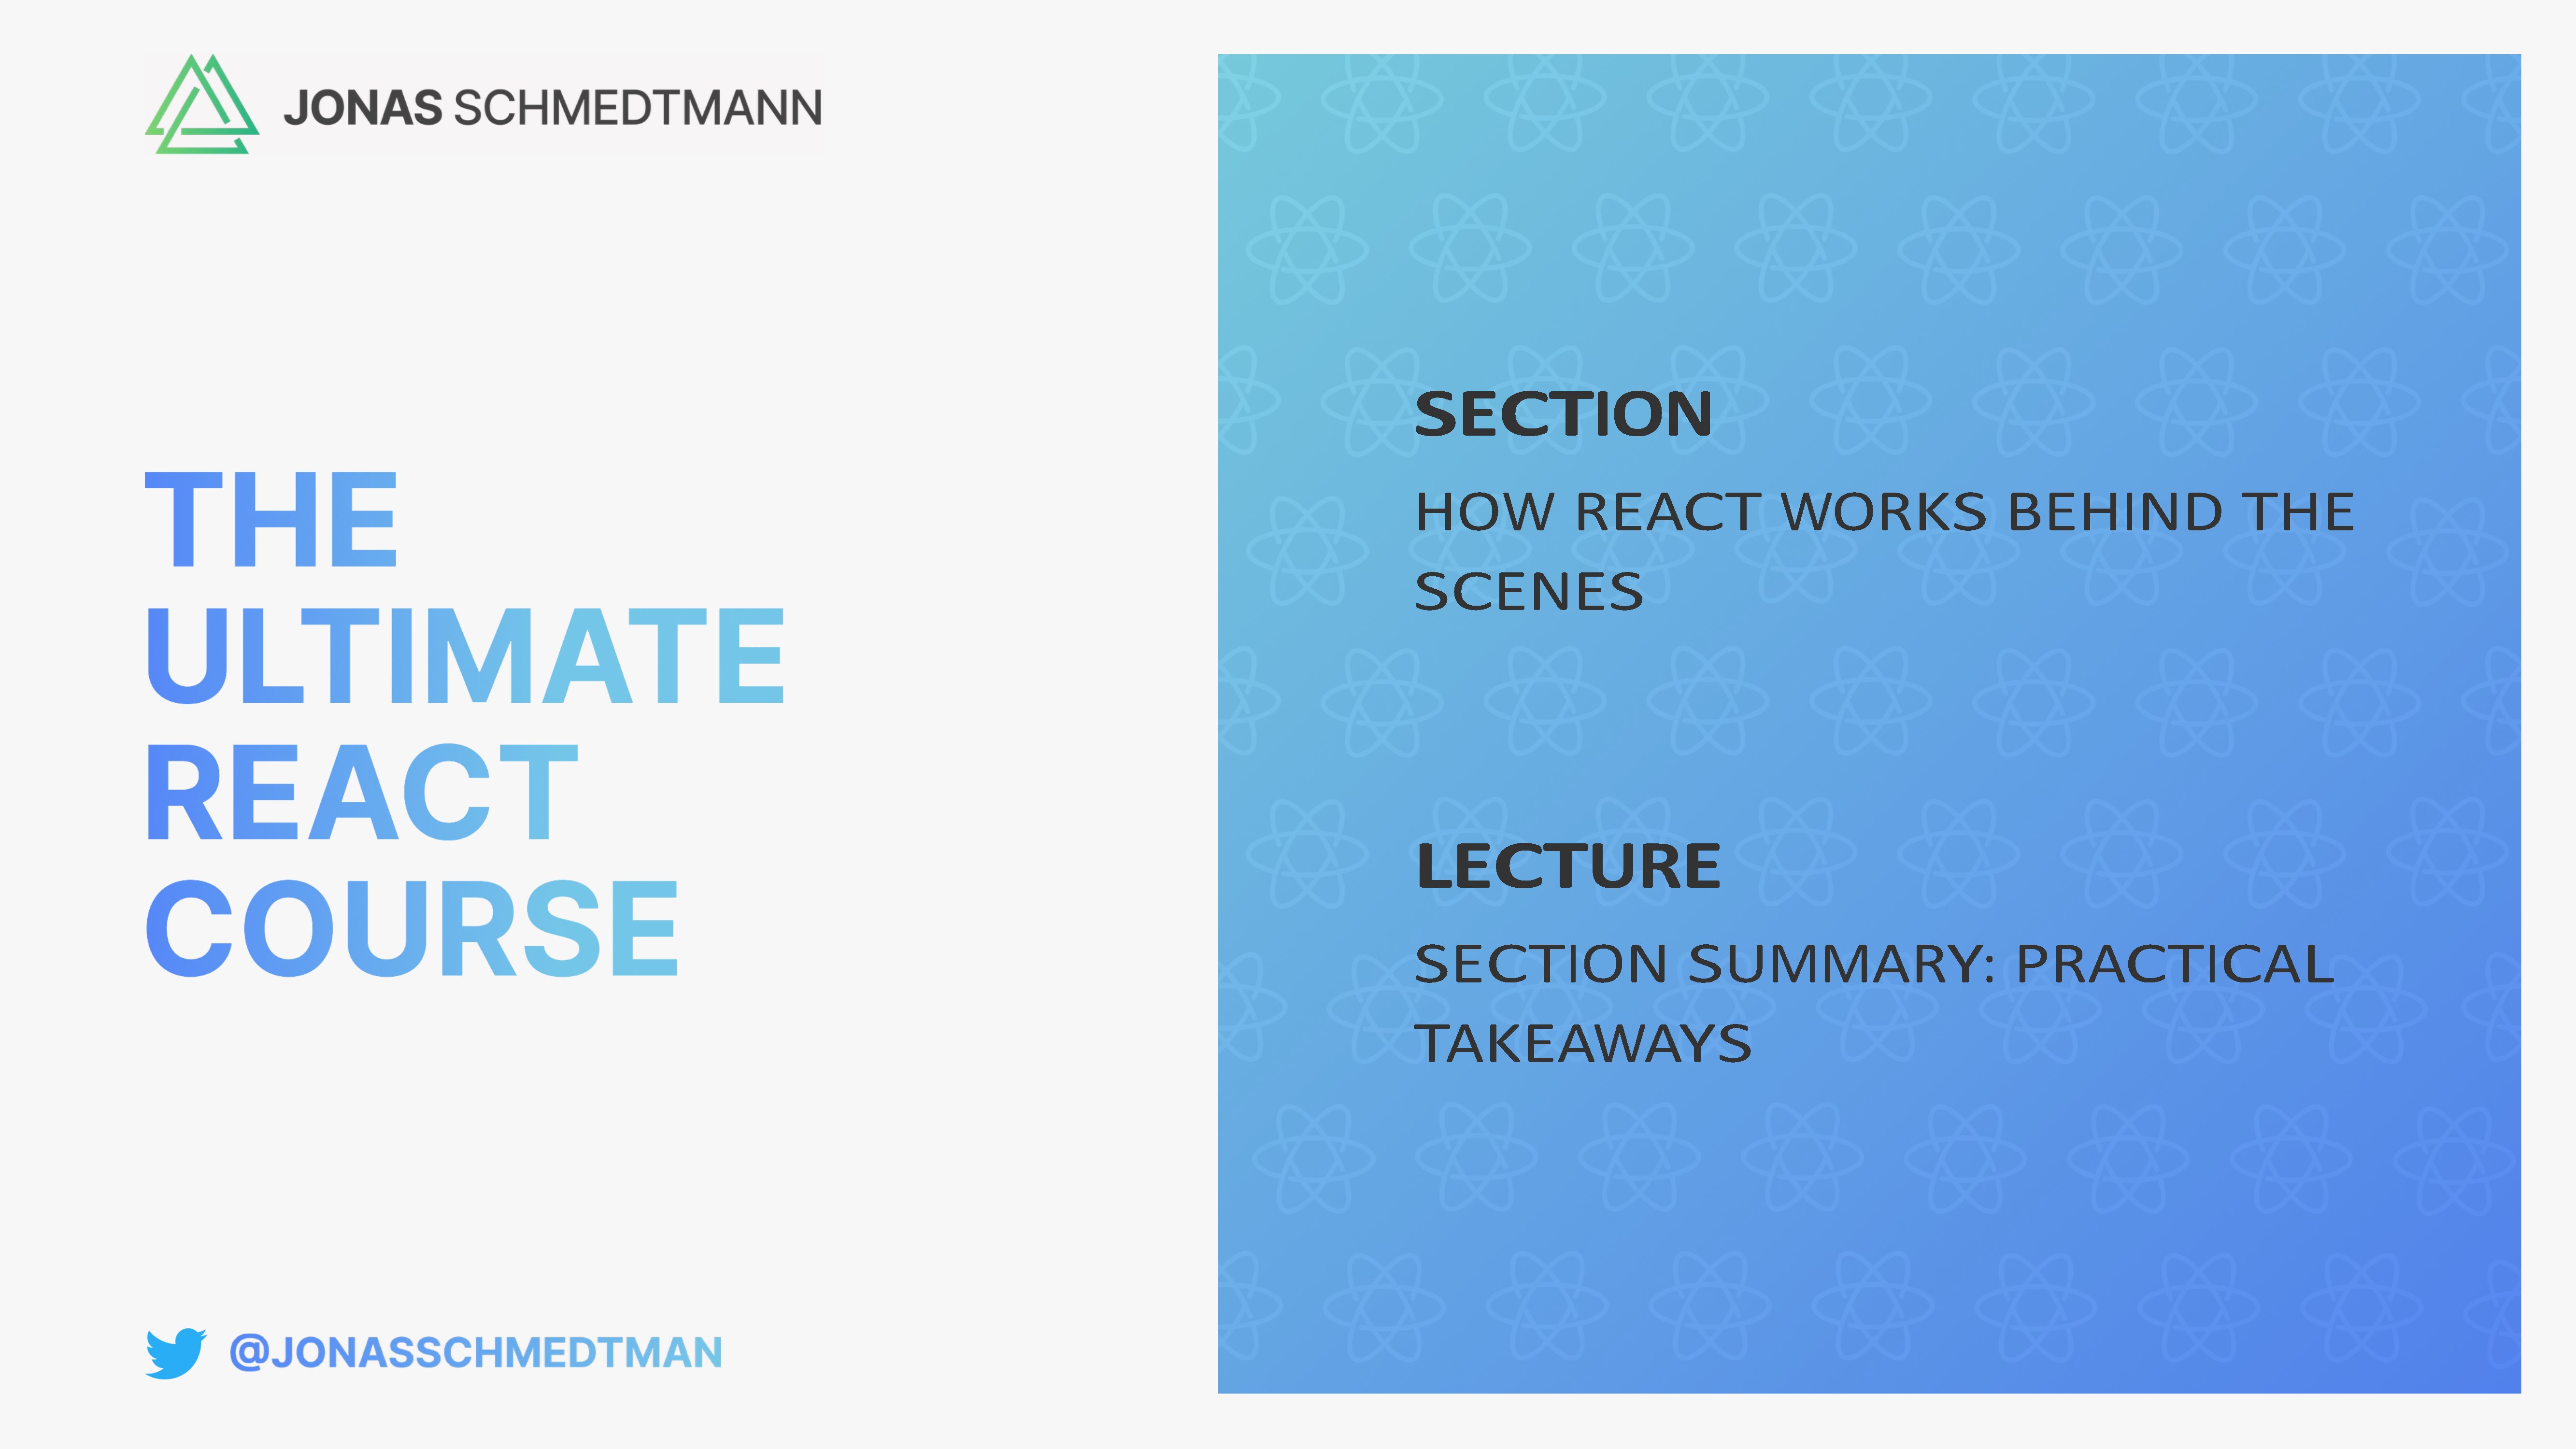 JONAS SCHMEDTMANN
THE
ULTIMATE
REACT
COURSE
@JONASSCHMEDTMAN
SECTION
HOW REACT WORKS BEHIND THE
SCENES
LECTURE
SECTION SUMMARY: PRACTICAL
TAKEAWAYS